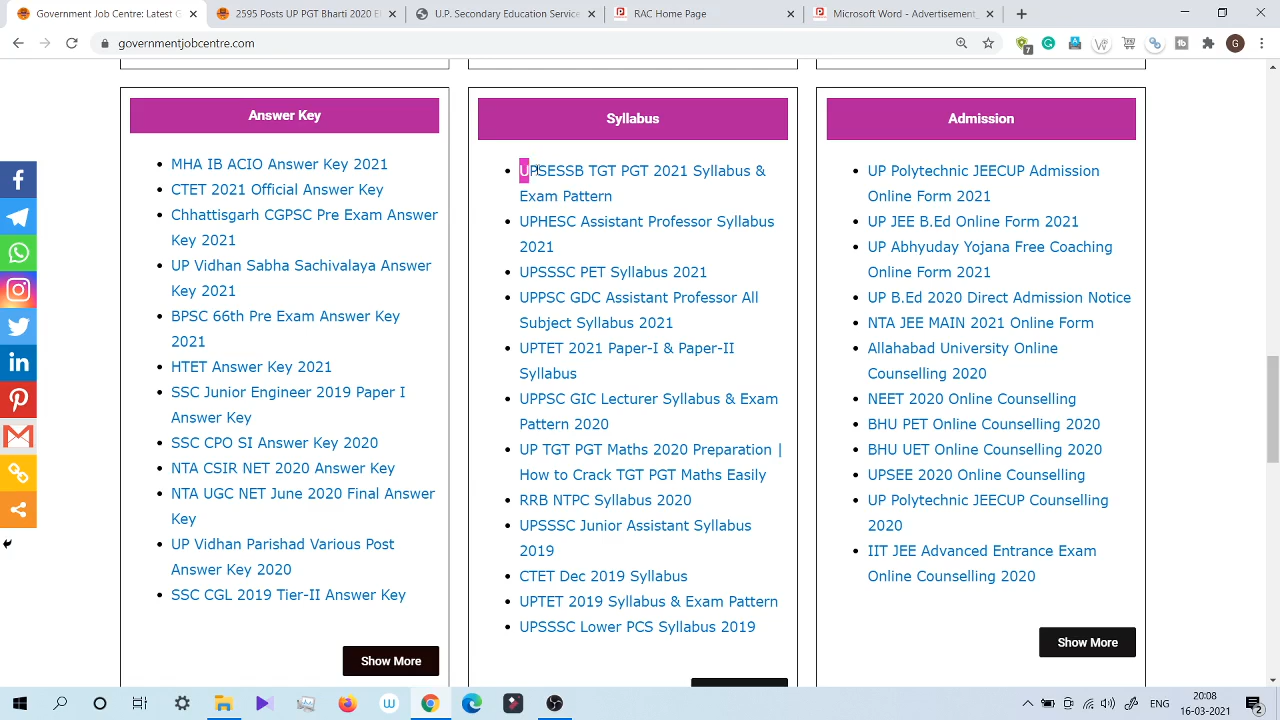 Government Jobs Center
2595 Posts UP PGT Bharti 2020 E
U.P. Secondary Education Service
RAC Home Page
Microsoft Word - Advertisement_
governmentjobcentre.com
7
G
Answer Key
MHA IB ACIO Answer Key 2021
CTET 2021 Official Answer Key
Chhattisgarh CGPSC Pre Exam Answer
Key 2021
UP Vidhan Sabha Sachivalaya Answer
Key 2021
BPSC 66th Pre Exam Answer Key
2021
HTET Answer Key 2021
SSC Junior Engineer 2019 Paper I
Answer Key
SSC CPO SI Answer Key 2020
NTA CSIR NET 2020 Answer Key
NTA UGC NET June 2020 Final Answer
Key
UP Vidhan Parishad Various Post
Answer Key 2020
SSC CGL 2019 Tier-II Answer Key
Show More
Syllabus
UPSESSB TGT PGT 2021 Syllabus &
Exam Pattern
UPHESC Assistant Professor Syllabus
2021
UPSSSC PET Syllabus 2021
UPPSC GDC Assistant Professor All
Subject Syllabus 2021
UPTET 2021 Paper-I & Paper-II
Syllabus
UPPSC GIC Lecturer Syllabus & Exam
Pattern 2020
UP TGT PGT Maths 2020 Preparation |
How to Crack TGT PGT Maths Easily
RRB NTPC Syllabus 2020
UPSSSC Junior Assistant Syllabus
2019
CTET Dec 2019 Syllabus
UPTET 2019 Syllabus & Exam Pattern
UPSSSC Lower PCS Syllabus 2019
Admission
UP Polytechnic JEECUP Admission
Online Form 2021
UP JEE B.Ed Online Form 2021
UP Abhyuday Yojana Free Coaching
Online Form 2021
UP B.Ed 2020 Direct Admission Notice
NTA JEE MAIN 2021 Online Form
Allahabad University Online
Counselling 2020
NEET 2020 Online Counselling
BHU PET Online Counselling 2020
BHU UET Online Counselling 2020
UPSEE 2020 Online Counselling
UP Polytechnic JEECUP Counselling
2020
IIT JEE Advanced Entrance Exam
Online Counselling 2020
Show More
ENG
20:08
16-03-2021
2